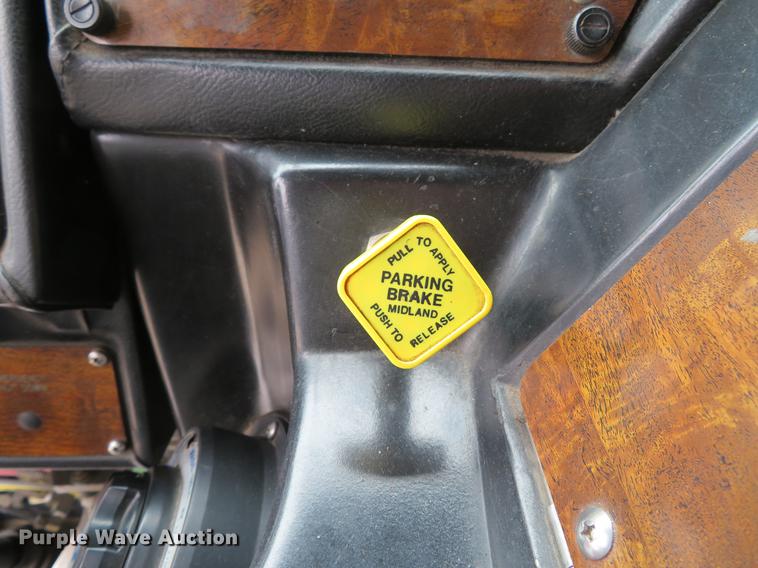 PULL TO APPLY
PARKING
BRAKE
MIDLAND
PUSH TO RELEASE
Purple Wave Auction